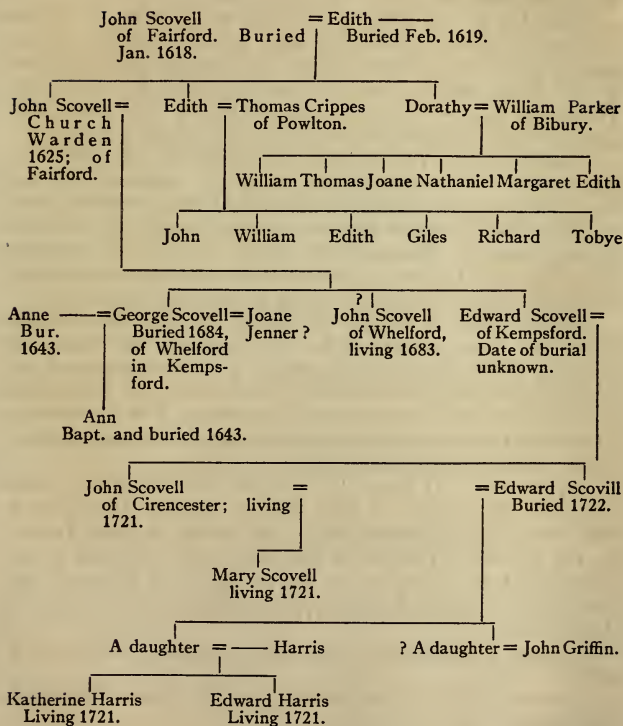 John Scovell = Edith ———
of Fairford. Buried Buried Feb. 1619.
Jan. 1618.
John Scovell = Edith = Thomas Crippes Dorathy = William Parker
Church of Powlton. of Bibury.
Warden
1625; of
Fairford.
William Thomas Joane Nathaniel Margaret Edith
John William Edith Giles Richard Tobye
Anne ——— = George Scovell = Joane ? John Scovell Edward Scovell =
Bur. Buried 1684, Jenner ? of Whelford, of Kempsford.
1643. of Whelford living 1683. Date of burial
in Kemps- unknown.
ford.
Ann
Bapt. and buried 1643.
John Scovell = = Edward Scovill
of Cirencester; living Buried 1722.
1721.
Mary Scovell
living 1721.
A daughter = —— Harris ? A daughter = John Griffin.
Katherine Harris Edward Harris
Living 1721. Living 1721.